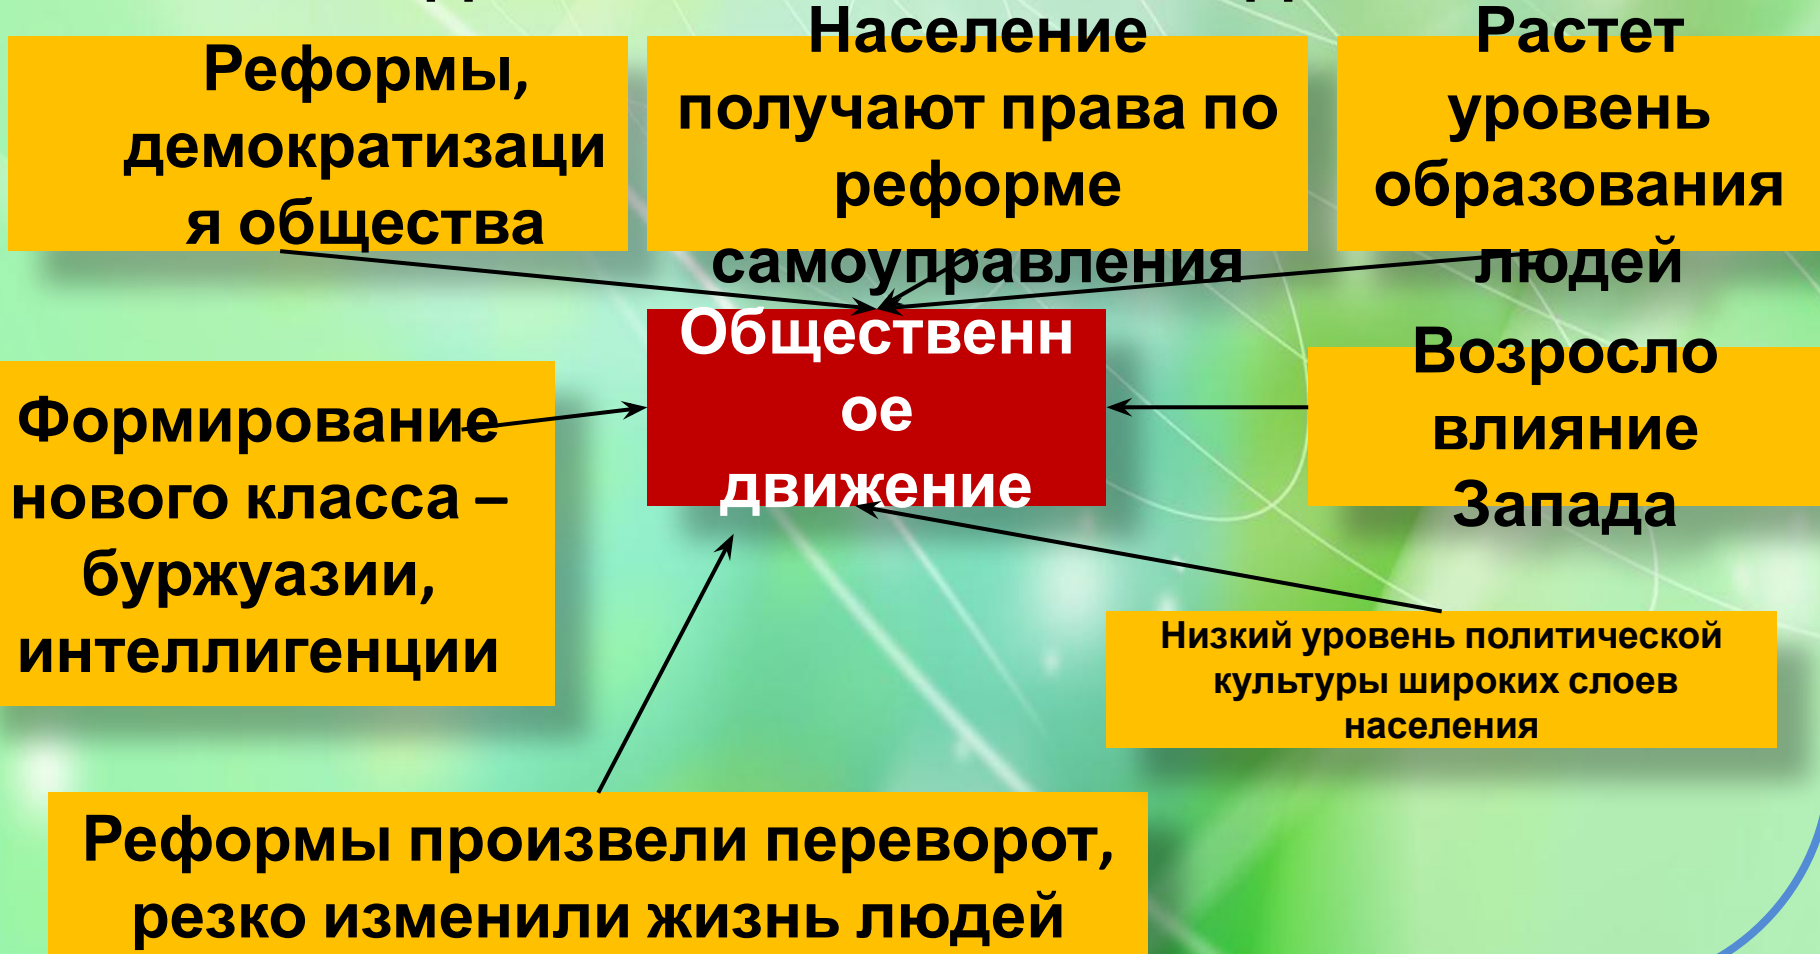 Реформы,
демократизаци
я общества
Население
получают права по
реформе
самоуправления
Растет
уровень
образования
людей
Общественн
ое
движение
Формирование
нового класса –
буржуазии,
интеллигенции
Возросло
влияние
Запада
Низкий уровень политической
культуры широких слоев
населения
Реформы произвели переворот,
резко изменили жизнь людей